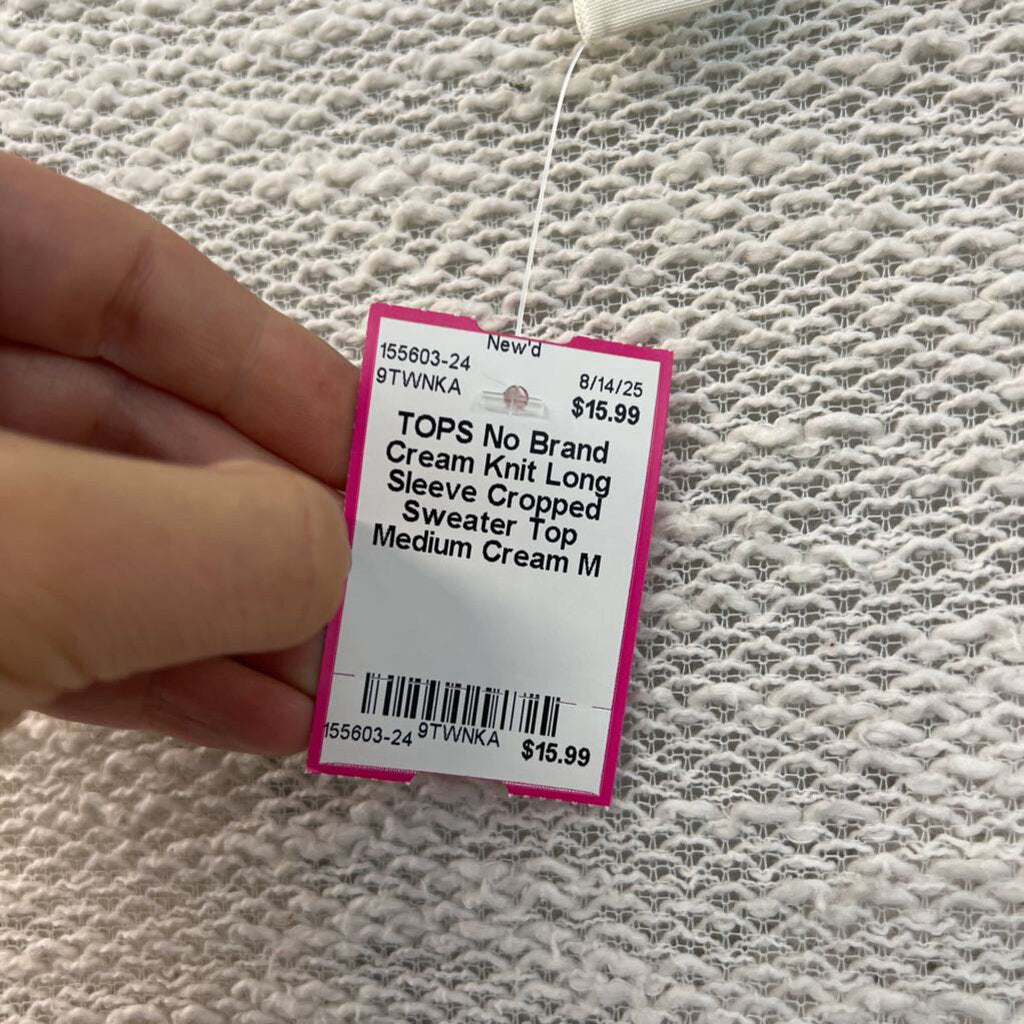 New'd
155603-24
9TWNKA
8/14/25
$15.99
TOPS No Brand
Cream Knit Long
Sleeve Cropped
Sweater Top
Medium Cream M
155603-24 9TWNKA $15.99